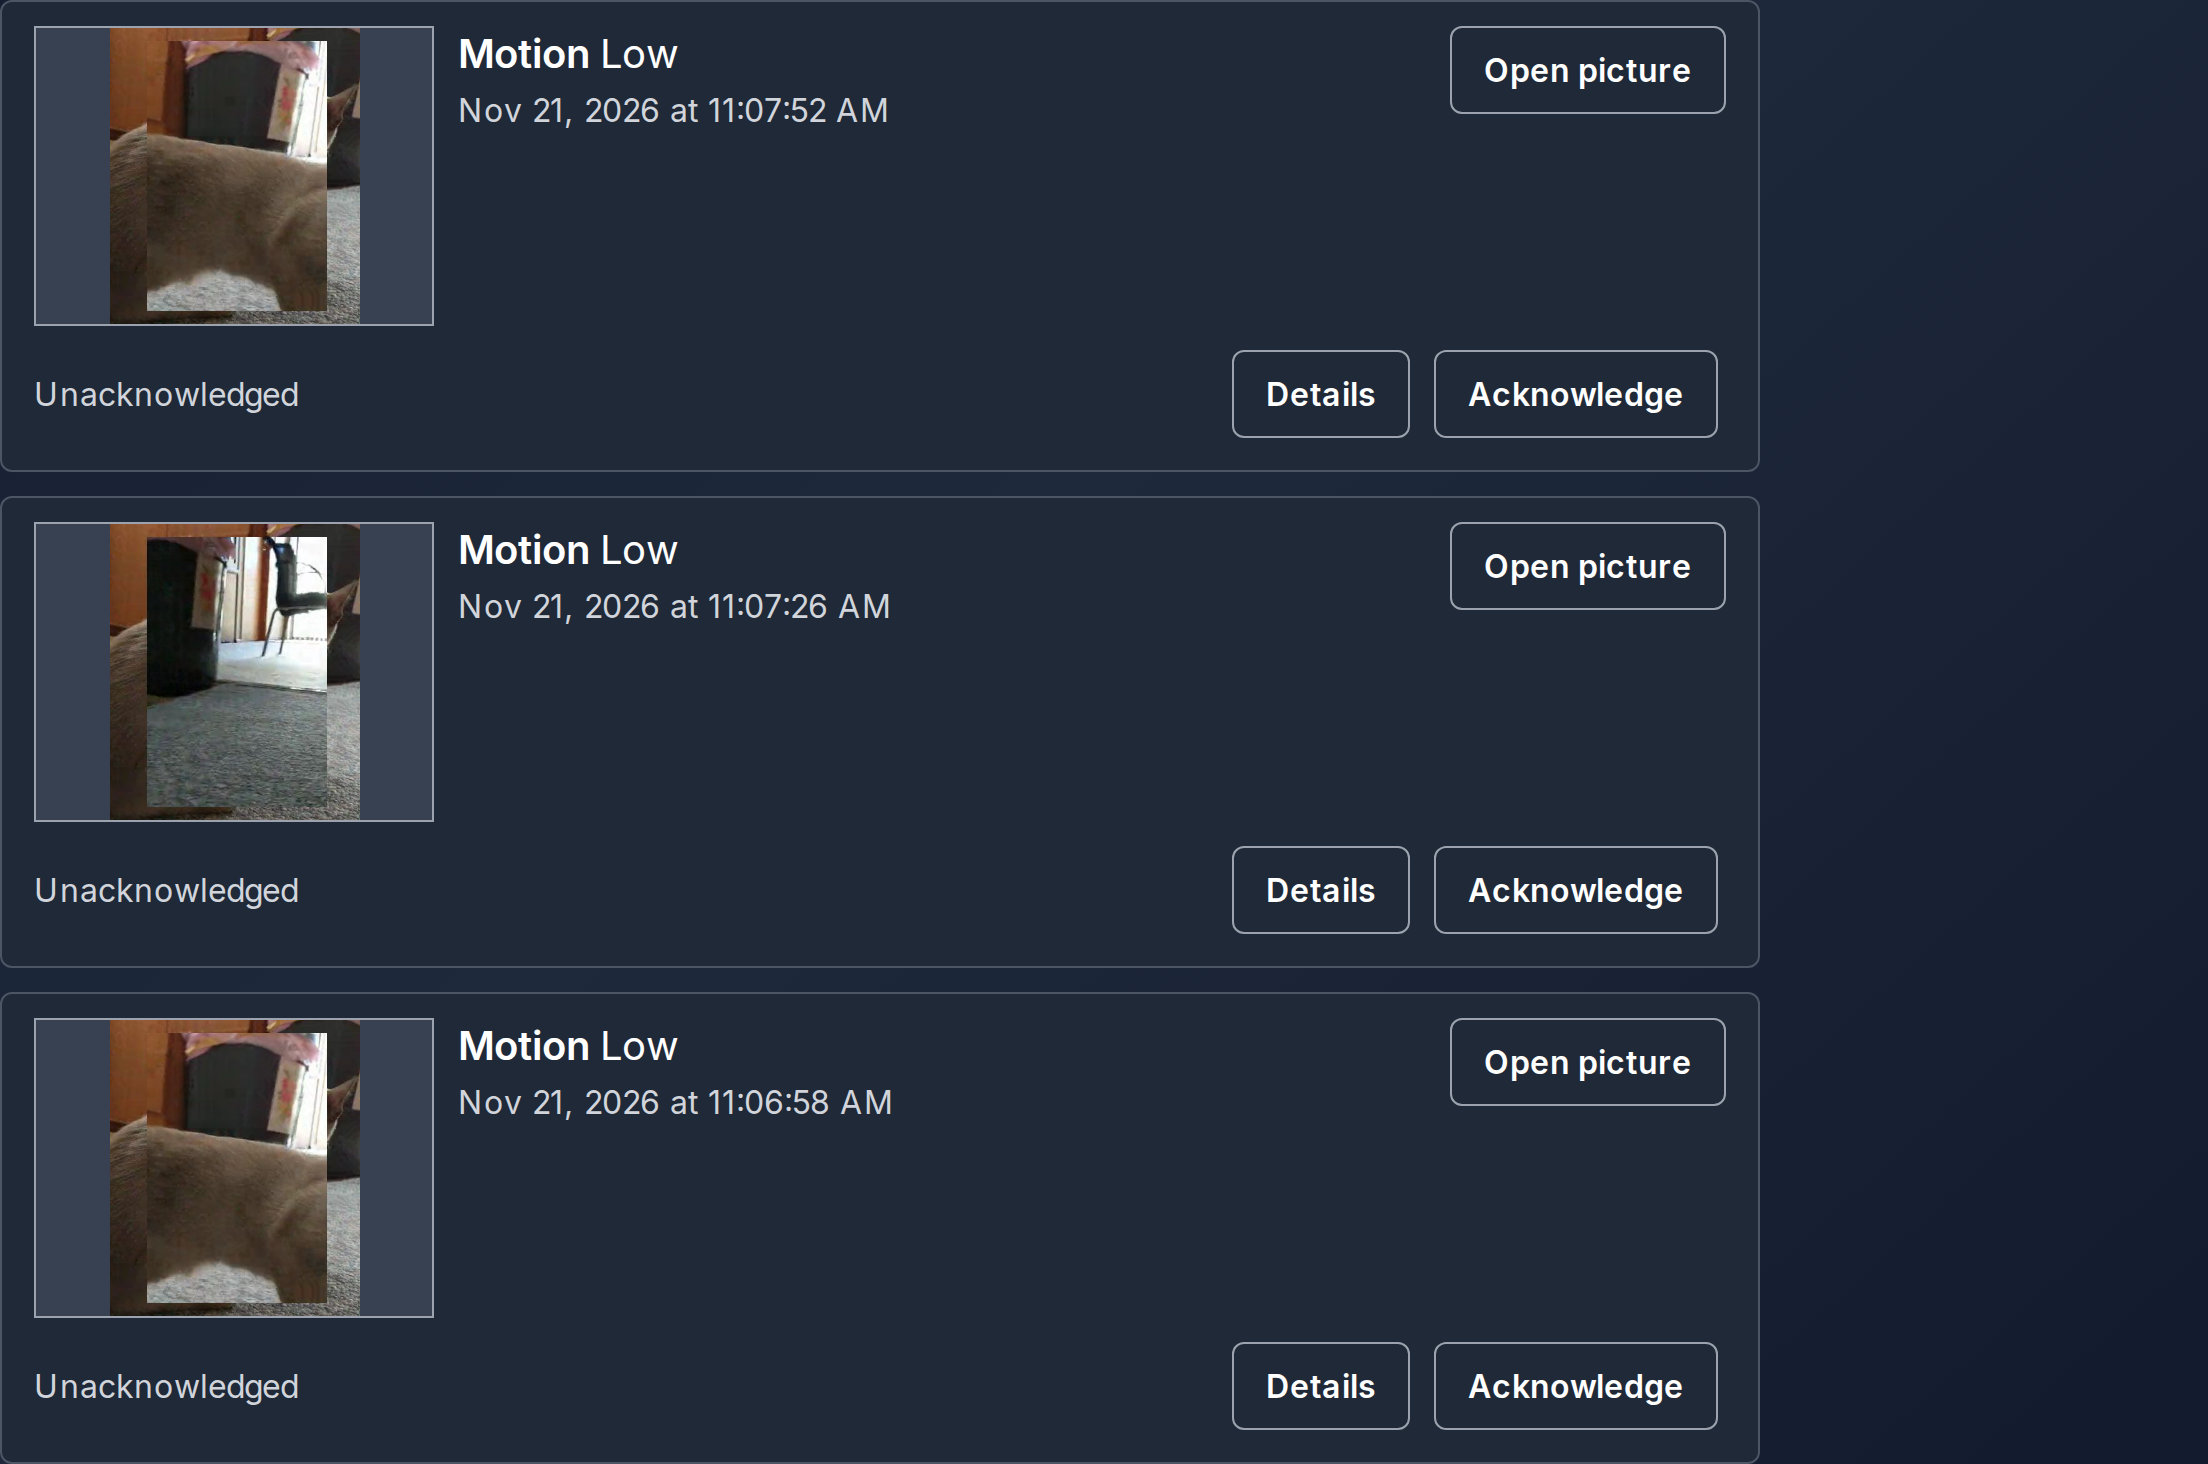 Motion Low
Open picture
Nov 21, 2026 at 11:07:52 AM
Unacknowledged
Details
Acknowledge
Motion Low
Open picture
Nov 21, 2026 at 11:07:26 AM
Unacknowledged
Details
Acknowledge
Motion Low
Open picture
Nov 21, 2026 at 11:06:58 AM
Unacknowledged
Details
Acknowledge